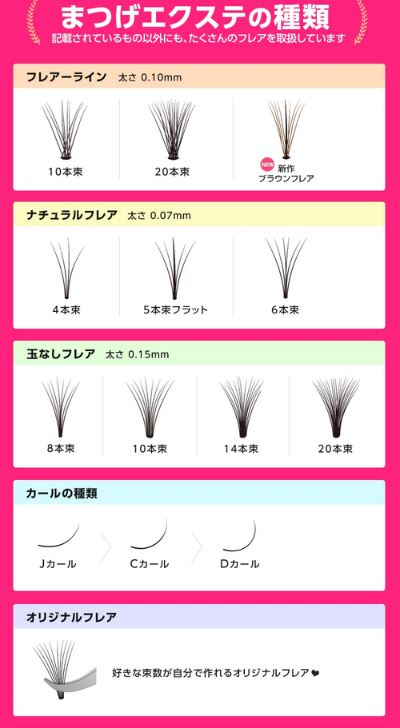 まつげエクステの種類
記載されているもの以外にも、たくさんのフレアを取扱しています
フレアーライン 太さ 0.10mm
10本束
20本束
NEW 新作
ブラウンフレア
ナチュラルフレア 太さ 0.07mm
4本束
5本束フラット
6本束
玉なしフレア 太さ 0.15mm
8本束
10本束
14本束
20本束
カールの種類
Jカール
Cカール
Dカール
オリジナルフレア
好きな束数が自分で作れるオリジナルフレア❤